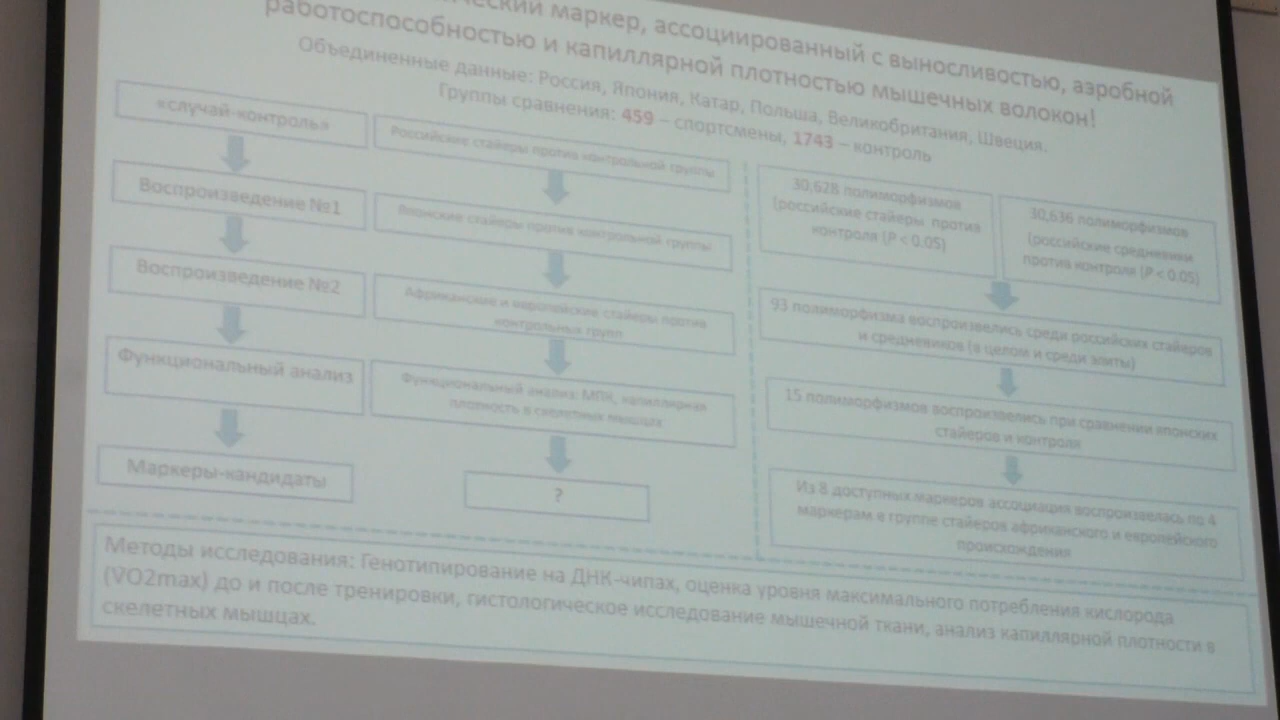 маркер, ассоциированный с выносливостью, аэробной
работоспособностью и капиллярной плотностью мышечных волокон!
Объединенные данные: Россия, Япония, Катар, Польша, Великобритания, Швеция.
Группы сравнения: 459 – спортсмены, 1743 – контроль
«случай-контроль»
Воспроизведение №1
Воспроизведение №2
Функциональный анализ
Маркеры-кандидаты
Российские стайеры против контрольной группы
Японские стайеры против контрольной группы
Африканские и европейские стайеры против
контрольных групп
Функциональный анализ: МПК, капиллярная
плотность в скелетных мышцах
?
30,628 полиморфизмов
(российские стайеры против
контроля (P < 0.05)
30,636 полиморфизмов
(российские средневики
против контроля (P < 0.05)
93 полиморфизма воспроизвелись среди российских стайеров
и средневиков (в целом и среди элиты)
15 полиморфизмов воспроизвелись при сравнении японских
стайеров и контроля
Из 8 доступных маркеров ассоциация воспроизвелась по 4
маркерам в группе стайеров африканского и европейского
происхождения
Методы исследования: Генотипирование на ДНК-чипах, оценка уровня максимального потребления кислорода
(VO2max) до и после тренировки, гистологическое исследование мышечной ткани, анализ капиллярной плотности в
скелетных мышцах.